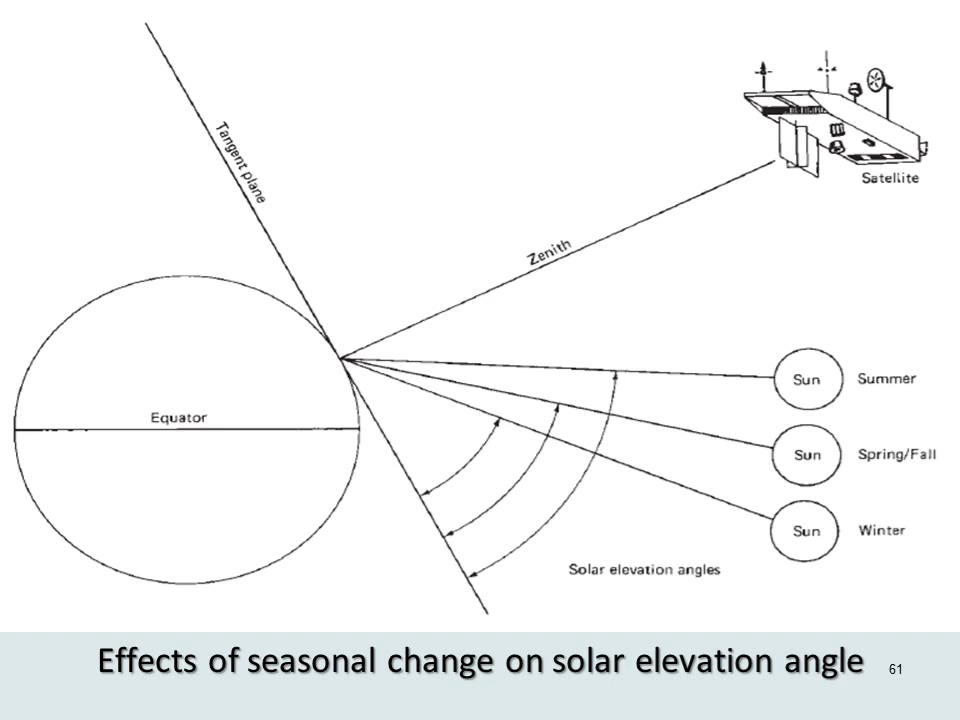 Tangent plane
Satellite
Zenith
Equator
Sun Summer
Sun Spring/Fall
Sun Winter
Solar elevation angles
Effects of seasonal change on solar elevation angle
61